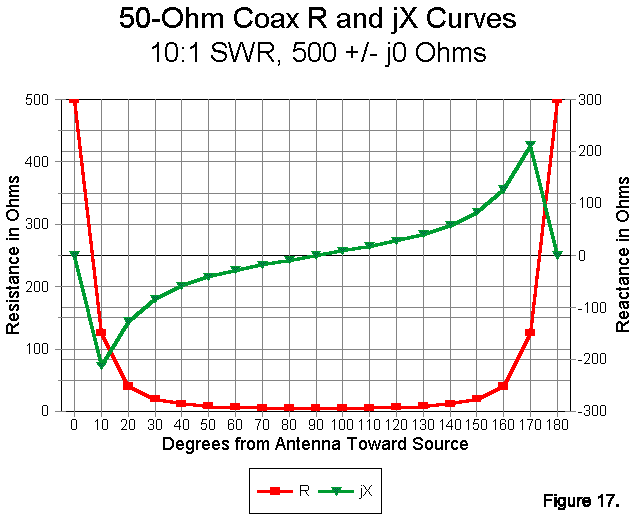 50-Ohm Coax R and jX Curves
10:1 SWR, 500 +/- j0 Ohms
500
400
300
200
100
0
Resistance in Ohms
300
200
100
0
-100
-200
-300
Reactance in Ohms
0 10 20 30 40 50 60 70 80 90 100 110 120 130 140 150 160 170 180
Degrees from Antenna Toward Source
R jX
Figure 17.